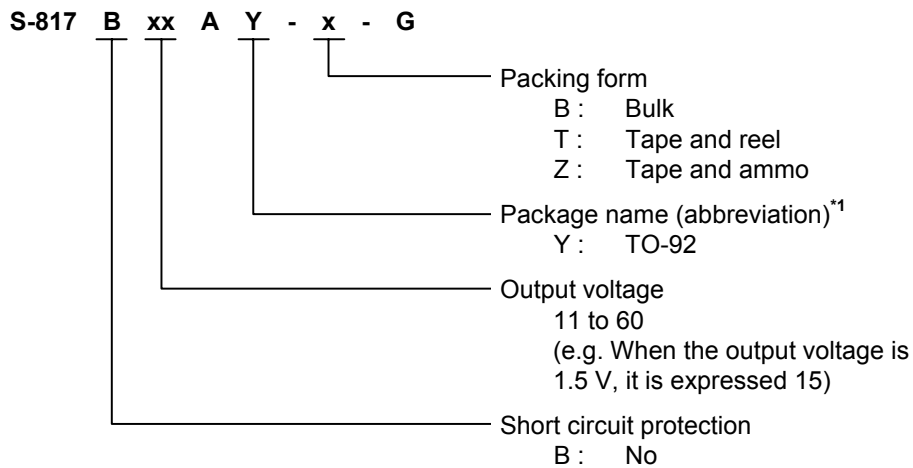 S-817 B xx A Y - x - G
Packing form
B : Bulk
T : Tape and reel
Z : Tape and ammo
Package name (abbreviation)*1
Y : TO-92
Output voltage
11 to 60
(e.g. When the output voltage is
1.5 V, it is expressed 15)
Short circuit protection
B : No